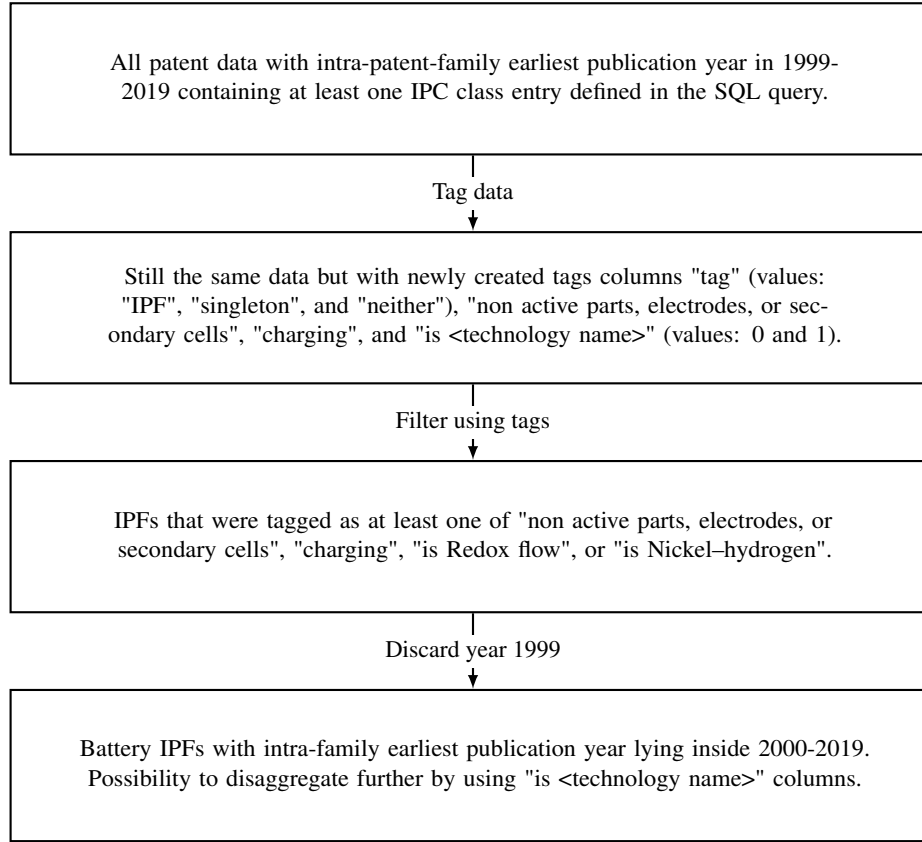 All patent data with intra-patent-family earliest publication year in 1999-
2019 containing at least one IPC class entry defined in the SQL query.
Tag data
Still the same data but with newly created tags columns "tag" (values:
"IPF", "singleton", and "neither"), "non active parts, electrodes, or sec-
ondary cells", "charging", and "is <technology name>" (values: 0 and 1).
Filter using tags
IPFs that were tagged as at least one of "non active parts, electrodes, or
secondary cells", "charging", "is Redox flow", or "is Nickel–hydrogen".
Discard year 1999
Battery IPFs with intra-family earliest publication year lying inside 2000-2019.
Possibility to disaggregate further by using "is <technology name>" columns.